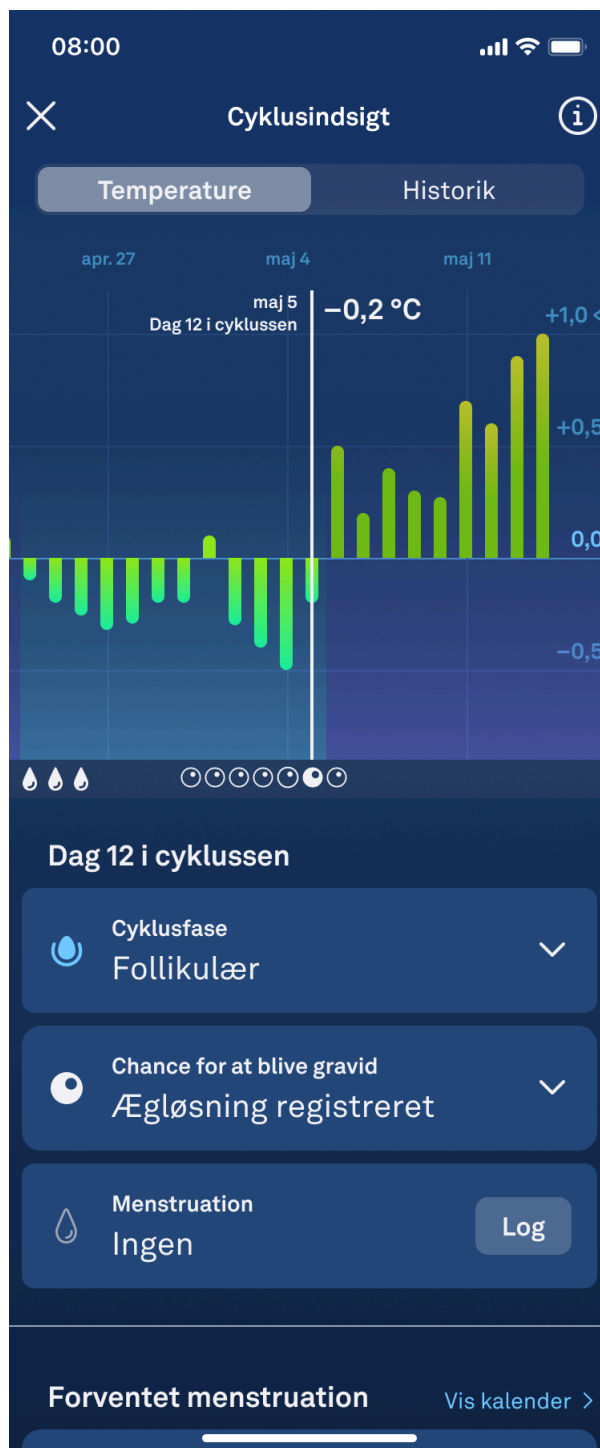 08:00
Cyklusindsigt
Temperature
Historik
apr. 27
maj 4
maj 11
maj 5
Dag 12 i cyklussen
−0,2 °C
+1,0
+0,5
0,0
−0,5
Dag 12 i cyklussen
Cyklusfase
Follikulær
Chance for at blive gravid
Ægløsning registreret
Menstruation
Ingen
Log
Forventet menstruation
Vis kalender >